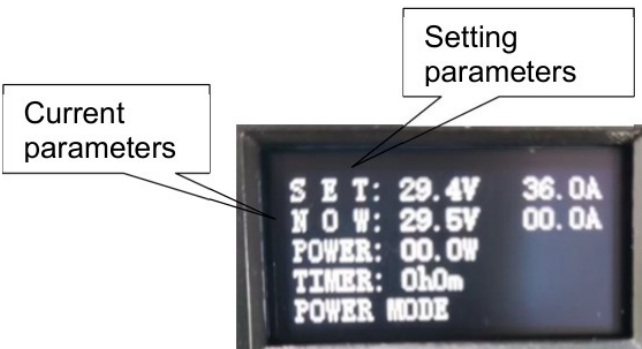 Setting
parameters
Current
parameters
S E T: 29.4V 36.0A
N O W: 29.5V 00.0A
POWER: 00.0W
TIMER: 0h0m
POWER MODE